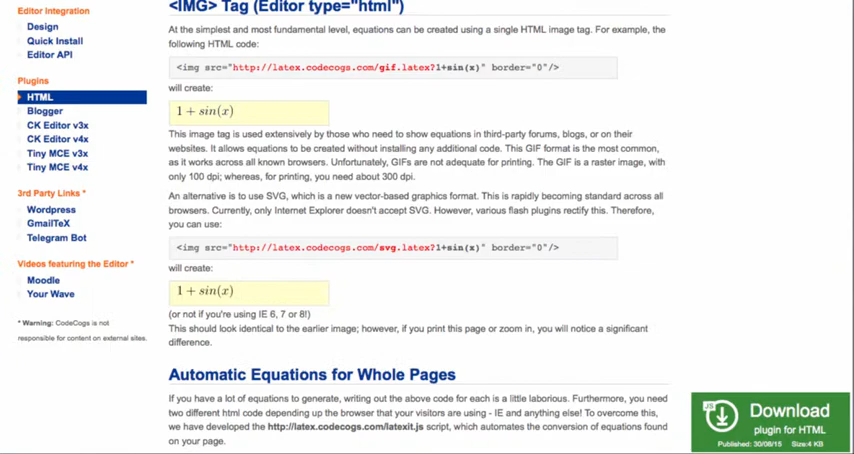 Editor Integration
Design
Quick Install
Editor API
Plugins
HTML
Blogger
CK Editor v3x
CK Editor v4x
Tiny MCE v3x
Tiny MCE v4x
3rd Party Links *
Wordpress
GmailTeX
Telegram Bot
Videos featuring the Editor *
Moodle
Your Wave
* Warning: CodeCogs is not
responsible for content on external sites.
<IMG> Tag (Editor type="html")
At the simplest and most fundamental level, equations can be created using a single HTML image tag. For example, the
following HTML code:
<img src="http://latex.codecogs.com/gif.latex?1+sin(x)" border="0"/>
will create:
1 + sin(x)
This image tag is used extensively by those who need to show equations in third-party forums, blogs, or on their
websites. It allows equations to be created without installing any additional code. This GIF format is the most common,
as it works across all known browsers. Unfortunately, GIFs are not adequate for printing. The GIF is a raster image, with
only 100 dpi; whereas, for printing, you need about 300 dpi.
An alternative is to use SVG, which is a new vector-based graphics format. This is rapidly becoming standard across all
browsers. Currently, only Internet Explorer doesn't accept SVG. However, various flash plugins rectify this. Therefore,
you can use:
<img src="http://latex.codecogs.com/svg.latex?1+sin(x)" border="0"/>
will create:
1 + sin(x)
(or not if you're using IE 6, 7 or 8!)
This should look identical to the earlier image; however, if you print this page or zoom in, you will notice a significant
difference.
Automatic Equations for Whole Pages
If you have a lot of equations to generate, writing out the above code for each is a little laborious. Furthermore, you need
two different html code depending up the browser that your visitors are using - IE and anything else! To overcome this,
we have developed the http://latex.codecogs.com/latexit.js script, which automates the conversion of equations found
on your page.
JS
Download
plugin for HTML
Published: 30/08/15 Size:4 KB